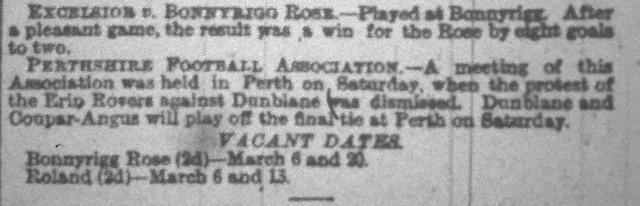 EXCELSIOR v. BONNYRIGG ROSE.—Played at Bonnyrigg. After
a pleasant game, the result was a win for the Rose by eight goals
to two.
PERTHSHIRE FOOTBALL ASSOCIATION.—A meeting of this
Association was held in Perth on Saturday, when the protest of
the Erin Rovers against Dunblane was dismissed. Dunblane and
Coupar-Angus will play off the final tie at Perth on Saturday.
VACANT DATES.
Bonnyrigg Rose (2d)—March 6 and 20.
Roland (2d)—March 6 and 13.